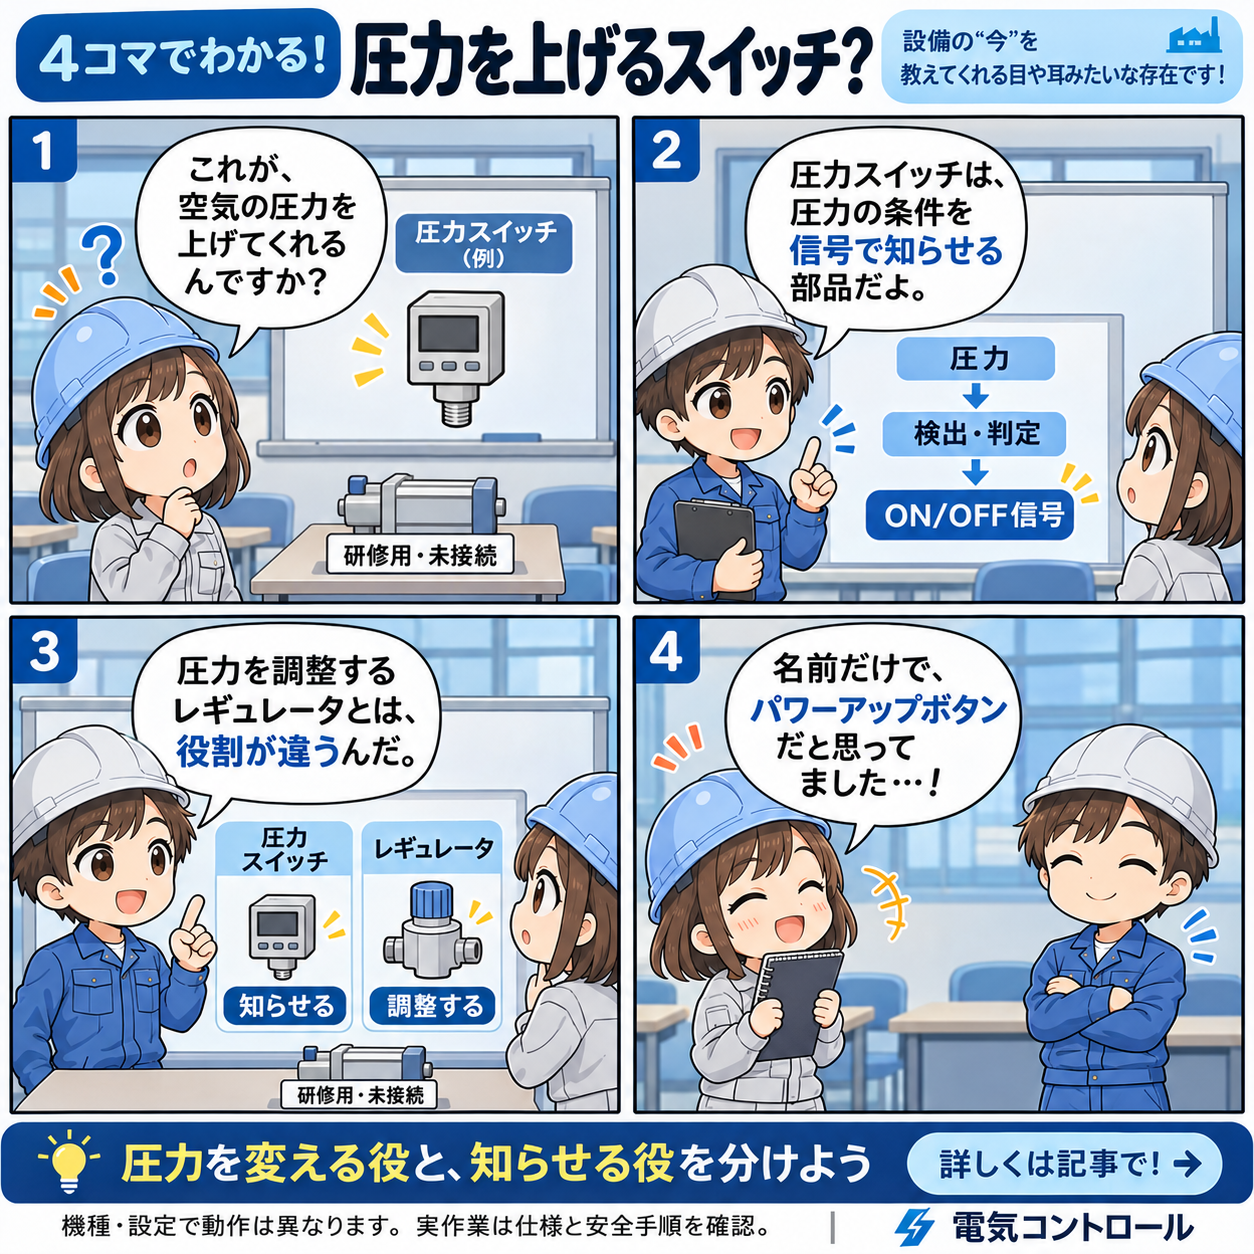 4コマでわかる!
圧力を上げるスイッチ?
設備の“今”を
教えてくれる目や耳みたいな存在です!
1
これが、
空気の圧力を
上げてくれる
んですか?
?
圧力スイッチ
(例)
研修用・未接続
2
圧力スイッチは、
圧力の条件を
信号で知らせる
部品だよ。
圧力
検出・判定
ON/OFF信号
3
圧力を調整する
レギュレータとは、
役割が違うんだ。
圧力
スイッチ
知らせる
レギュレータ
調整する
研修用・未接続
4
名前だけで、
パワーアップボタン
だと思って
ました…!
圧力を変える役と、知らせる役を分けよう
詳しくは記事で!→
機種・設定で動作は異なります。実作業は仕様と安全手順を確認。
電気コントロール